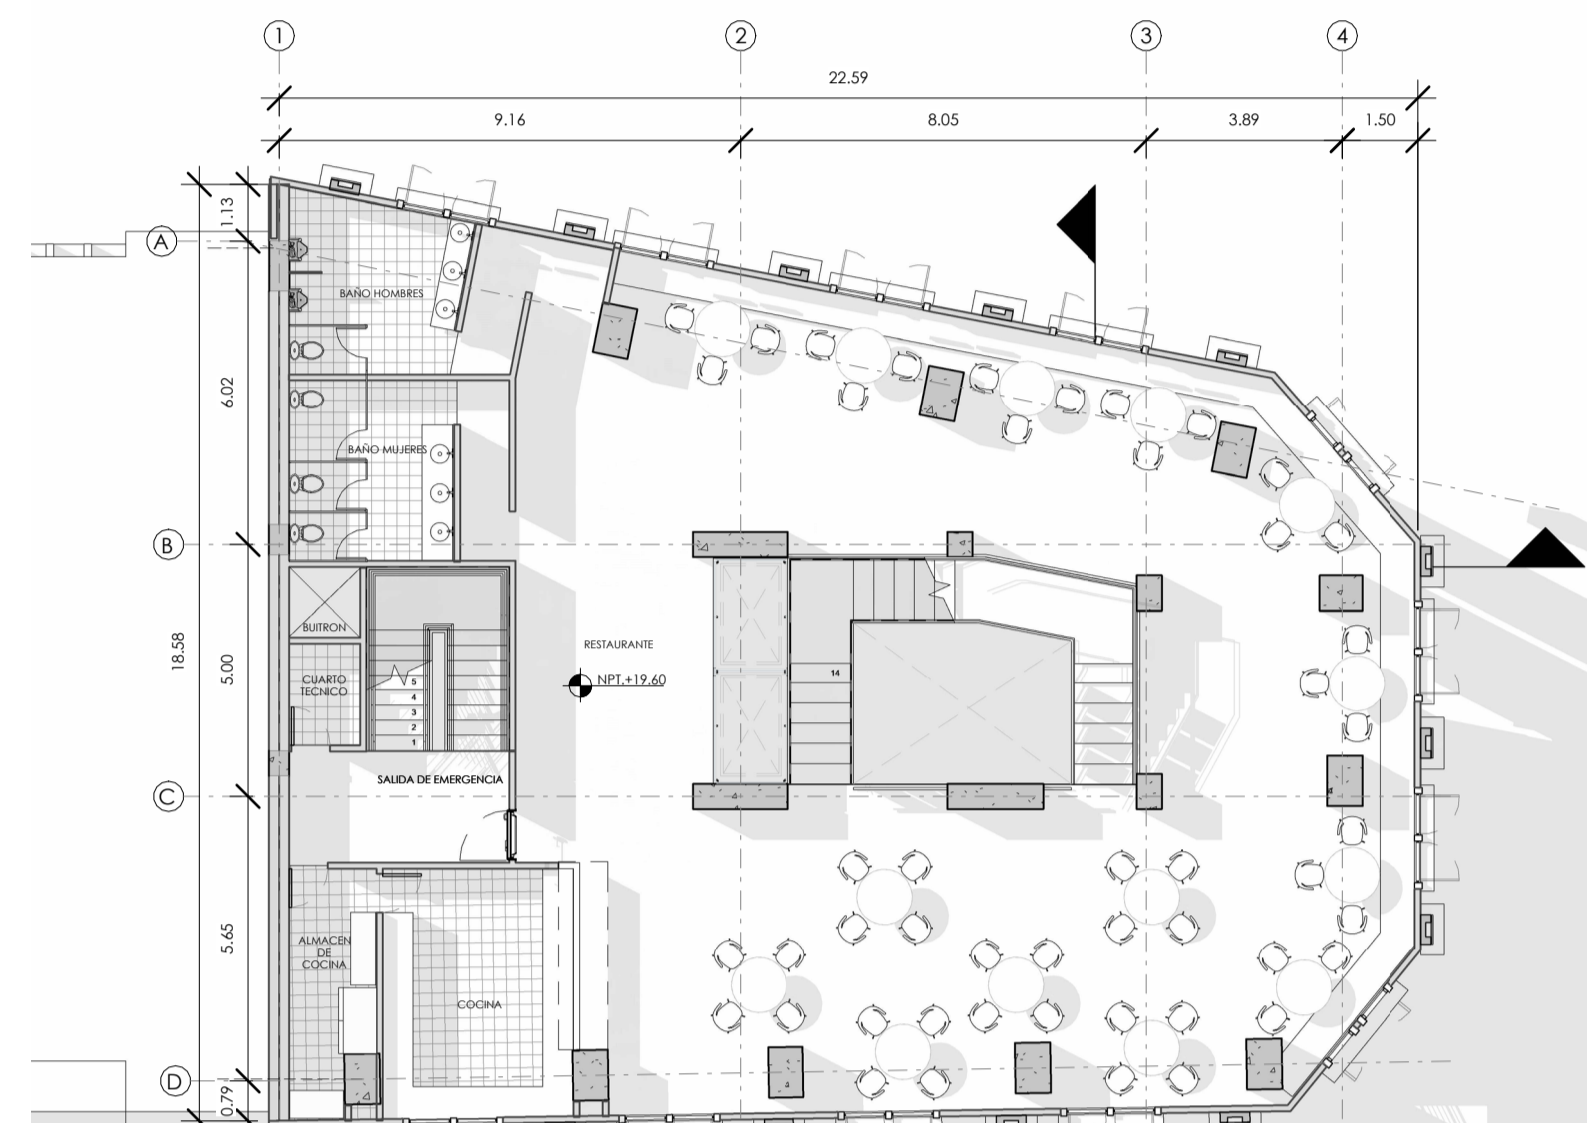 1 2 3 4
22.59
9.16 8.05 3.89 1.50
1.13
A
BAÑO HOMBRES
6.02
BAÑO MUJERES
B
BUITRON
RESTAURANTE
18.58
5.00
CUARTO
TECNICO
NPT.+19.60
14
5
4
3
2
1
SALIDA DE EMERGENCIA
C
5.65
ALMACEN
DE
COCINA
COCINA
D
0.79